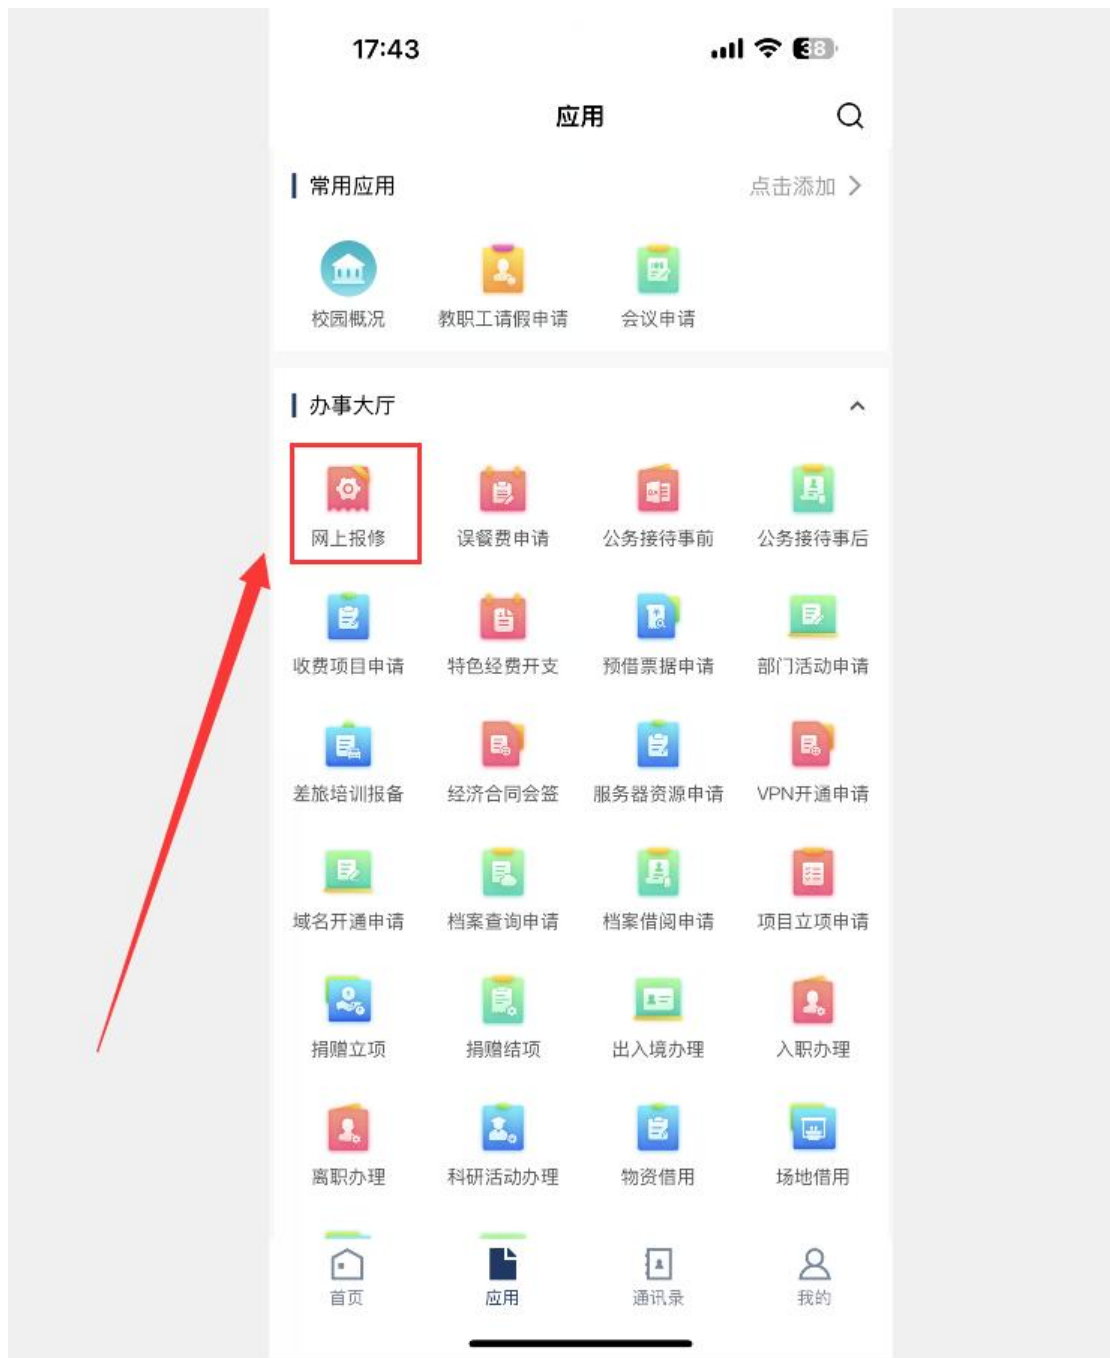 17:43
38
应用
常用应用
点击添加
校园概况 教职工请假申请 会议申请
办事大厅
网上报修 误餐费申请 公务接待事前 公务接待事后
收费项目申请 特色经费开支 预借票据申请 部门活动申请
差旅培训报备 经济合同会签 服务器资源申请 VPN开通申请
域名开通申请 档案查询申请 档案借阅申请 项目立项申请
捐赠立项 捐赠结项 出入境办理 入职办理
离职办理 科研活动办理 物资借用 场地借用
首页 应用 通讯录 我的